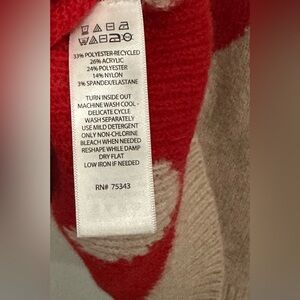 33% POLYESTER-RECYCLED
26% ACRYLIC
24% POLYESTER
14% NYLON
3% SPANDEX/ELASTANE
TURN INSIDE OUT
MACHINE WASH COOL -
DELICATE CYCLE
WASH SEPARATELY
USE MILD DETERGENT
ONLY NON-CHLORINE
BLEACH WHEN NEEDED
RESHAPE WHILE DAMP
DRY FLAT
LOW IRON IF NEEDED
RN# 75343